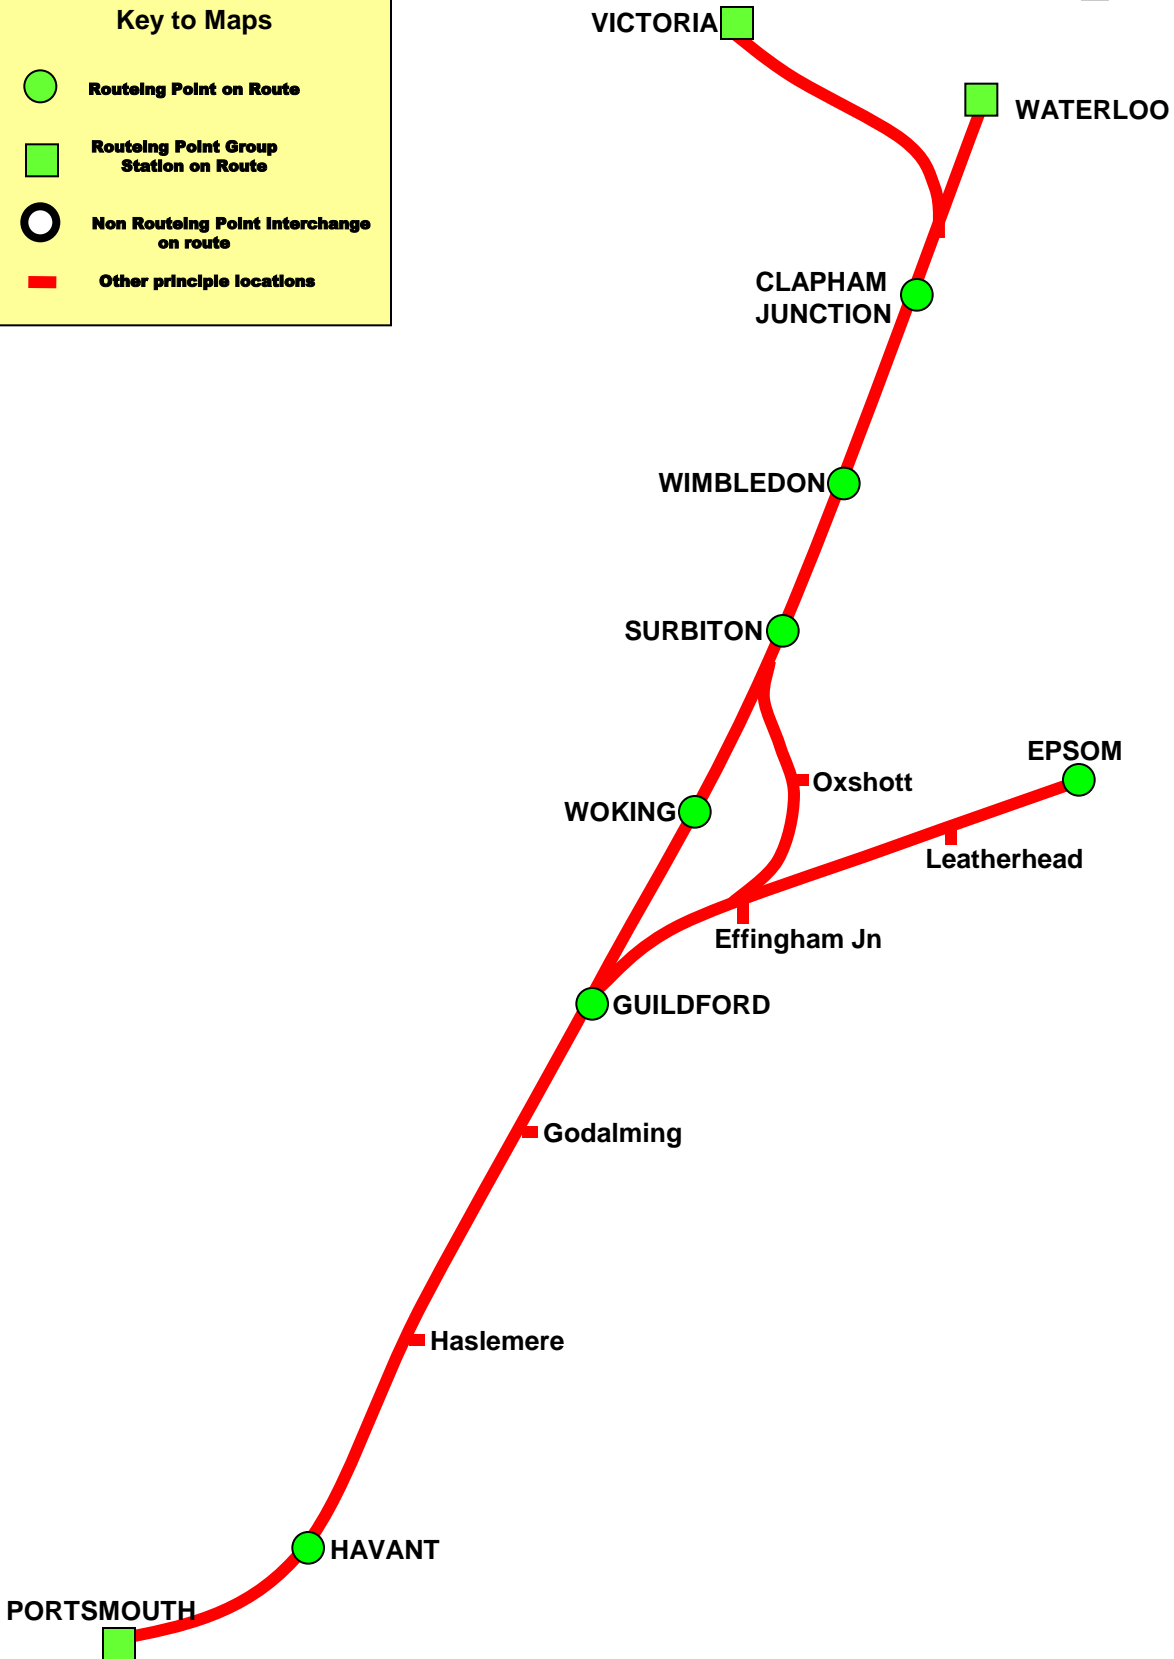 Key to Maps
Routeing Point on Route
Routeing Point Group
Station on Route
Non Routeing Point Interchange
on route
Other principle locations
VICTORIA
WATERLOO
CLAPHAM
JUNCTION
WIMBLEDON
SURBITON
EPSOM
Oxshott
WOKING
Leatherhead
Effingham Jn
GUILDFORD
Godalming
Haslemere
HAVANT
PORTSMOUTH